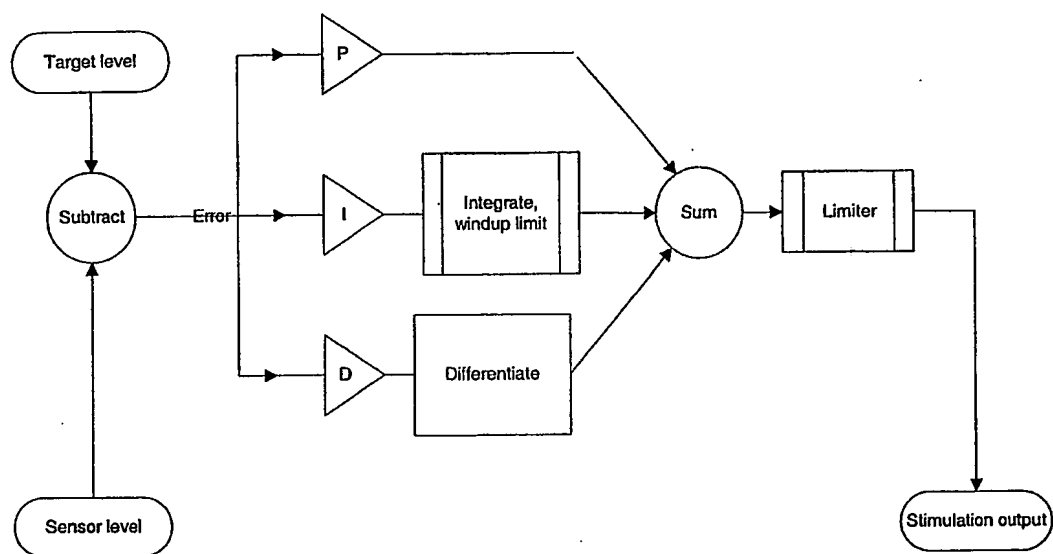 Target level
Subtract
Sensor level
Error
P
I
D
Integrate,
windup limit
Differentiate
Sum
Limiter
Stimulation output